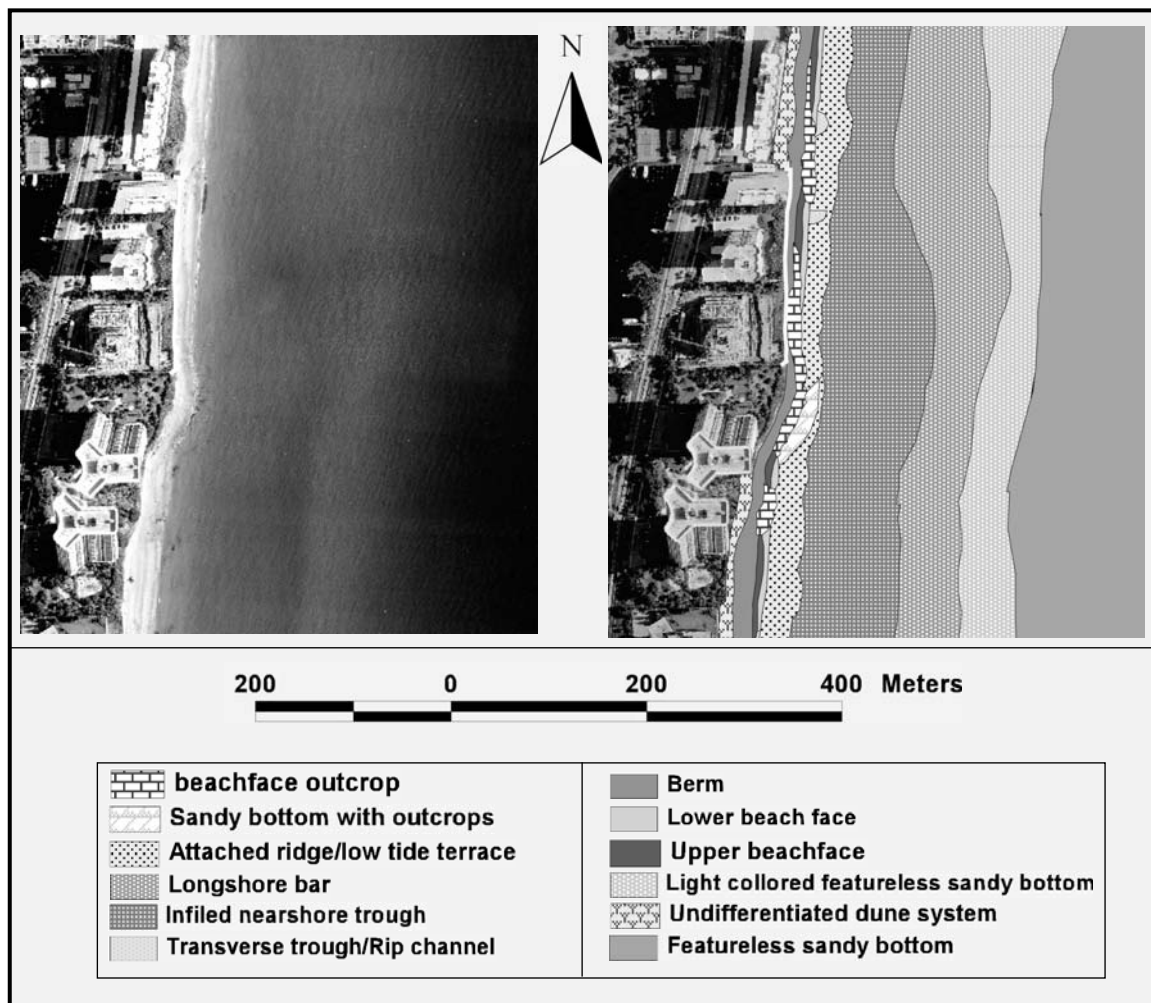 N
200 0 200 400 Meters
beachface outcrop
Sandy bottom with outcrops
Attached ridge/low tide terrace
Longshore bar
Infiled nearshore trough
Transverse trough/Rip channel
Berm
Lower beach face
Upper beachface
Light collored featureless sandy bottom
Undifferentiated dune system
Featureless sandy bottom